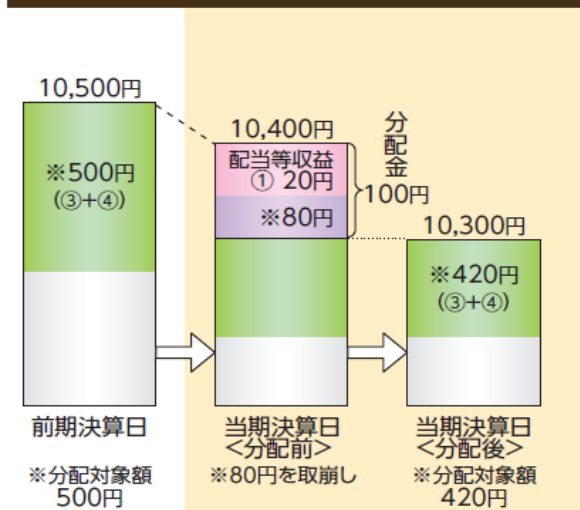 10,500円
※500円
(③+④)
10,400円
配当等収益
① 20円
※80円
分配金
100円
10,300円
※420円
(③+④)
前期決算日
※分配対象額
500円
当期決算日
<分配前>
※80円を取崩し
当期決算日
<分配後>
※分配対象額
420円